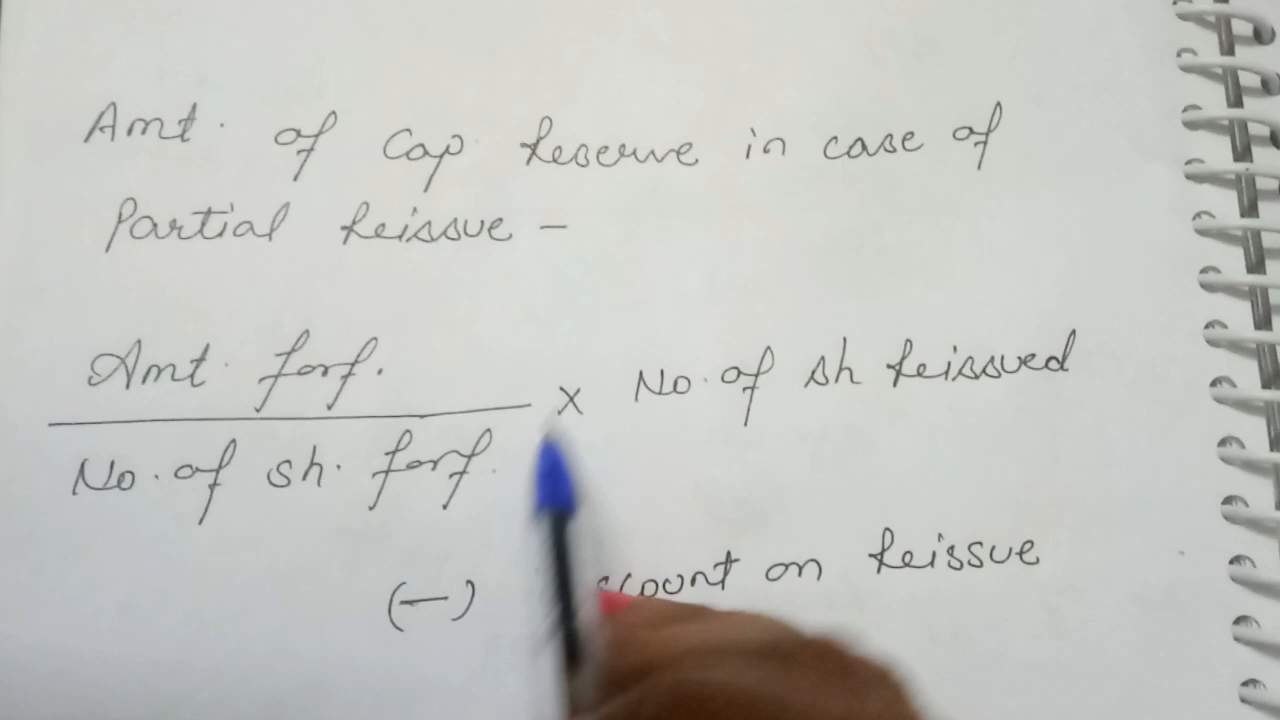 Amt. of Cap Reserve in case of
Partial Reissue -
Amt. forf.
No. of sh. forf.
× No. of sh Reissued
(-) on Reissue